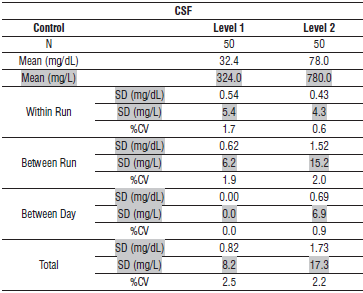 CSF
Control Level 1 Level 2
N 50 50
Mean (mg/dL) 32.4 78.0
Mean (mg/L) 324.0 780.0
SD (mg/dL) 0.54 0.43
Within Run SD (mg/L) 5.4 4.3
%CV 1.7 0.6
SD (mg/dL) 0.62 1.52
Between Run SD (mg/L) 6.2 15.2
%CV 1.9 2.0
SD (mg/dL) 0.00 0.69
Between Day SD (mg/L) 0.0 6.9
%CV 0.0 0.9
SD (mg/dL) 0.82 1.73
Total SD (mg/L) 8.2 17.3
%CV 2.5 2.2